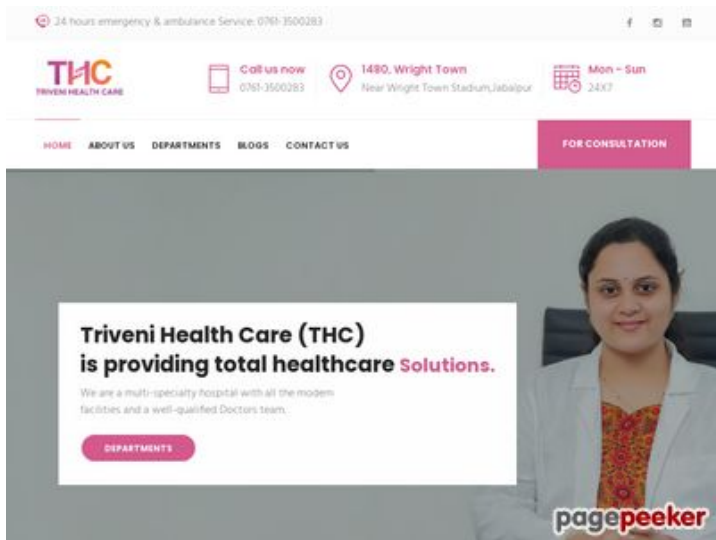 24 hours emergency & ambulance Service: 0761-3500283
THC
TRIVENI HEALTH CARE
Call us now
0761-3500283
1480, Wright Town
Near Wright Town Stadium,Jabalpur
Mon - Sun
24X7
HOME ABOUT US DEPARTMENTS BLOGS CONTACT US
FOR CONSULTATION
Triveni Health Care (THC)
is providing total healthcare Solutions.
We are a multi-specialty hospital with all the modern
facilities and a well-qualified Doctors team.
DEPARTMENTS
pagepeeker